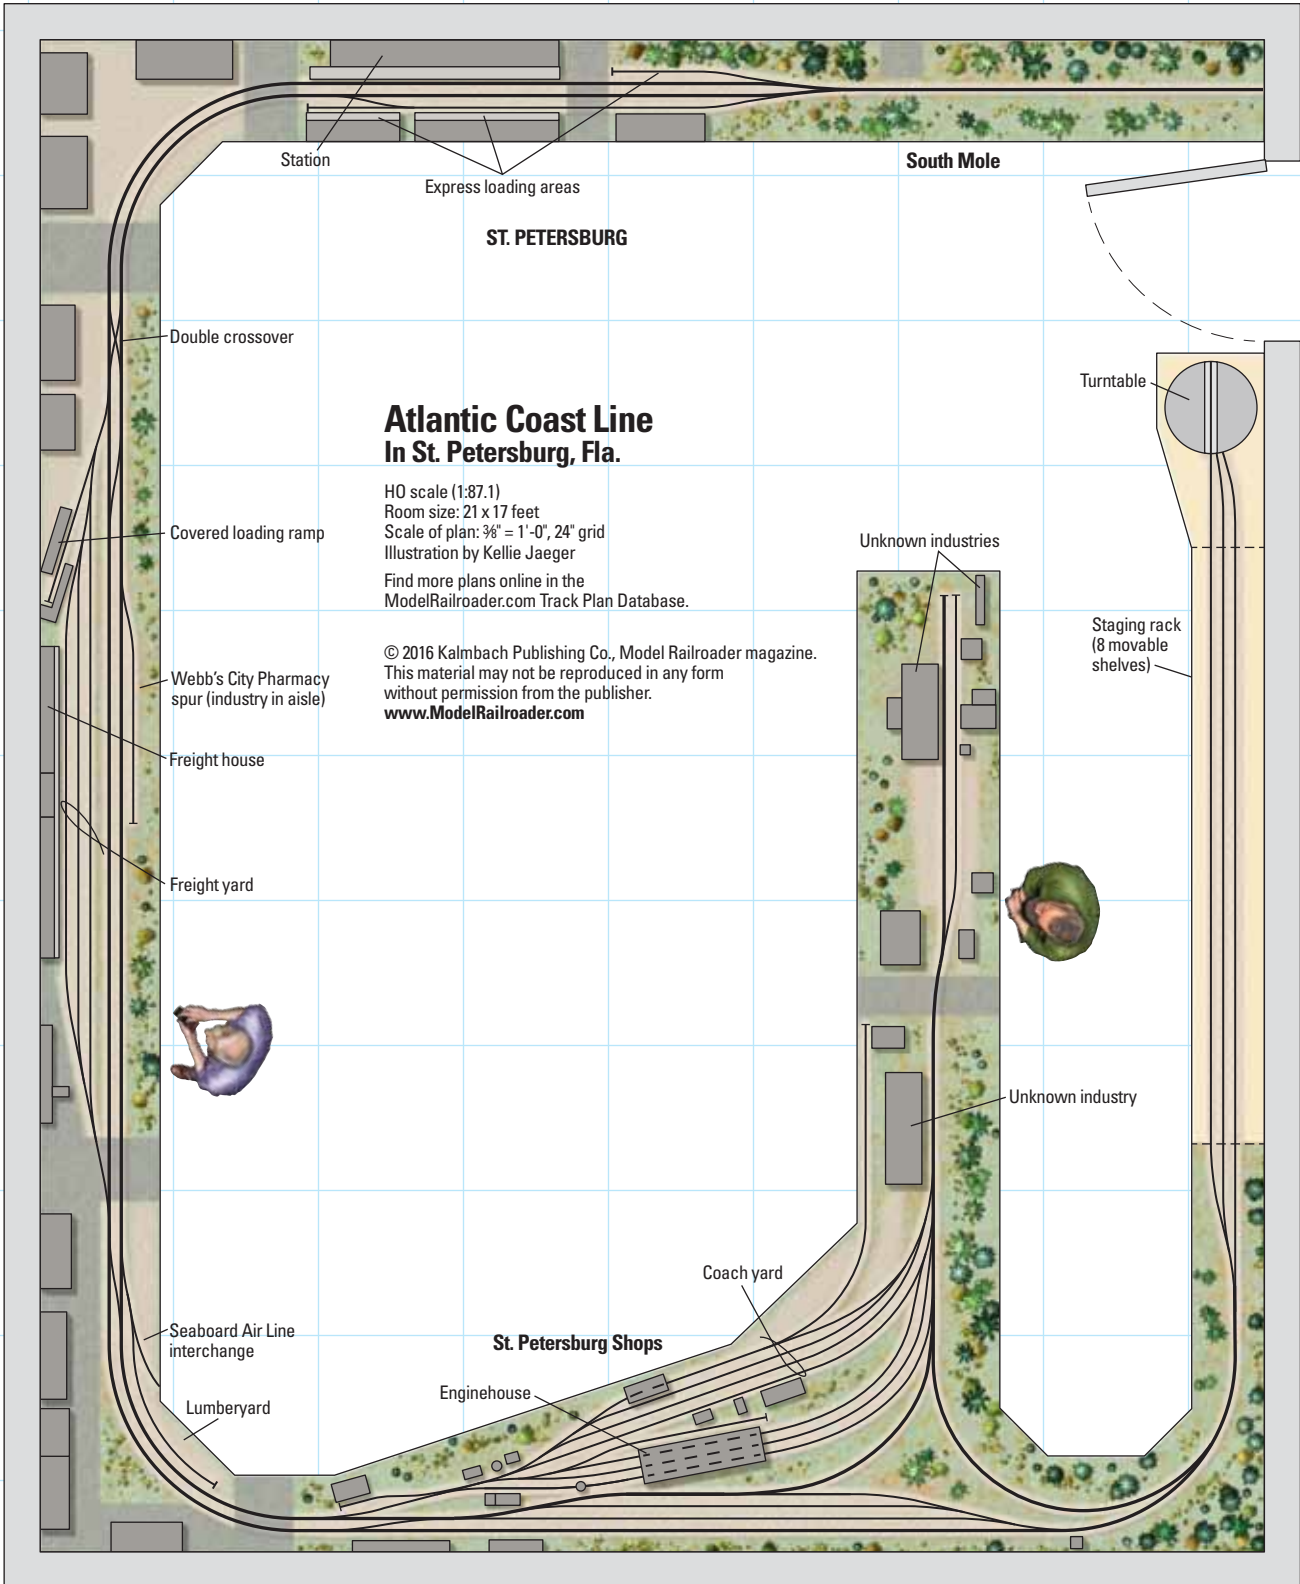 Station
Express loading areas
South Mole
ST. PETERSBURG
Double crossover
Turntable
Atlantic Coast Line
In St. Petersburg, Fla.
HO scale (1:87.1)
Room size: 21 x 17 feet
Scale of plan: ⅜" = 1'-0", 24" grid
Illustration by Kellie Jaeger
Find more plans online in the
ModelRailroader.com Track Plan Database.
© 2016 Kalmbach Publishing Co., Model Railroader magazine.
This material may not be reproduced in any form
without permission from the publisher.
www.ModelRailroader.com
Covered loading ramp
Unknown industries
Staging rack
(8 movable
shelves)
Webb's City Pharmacy
spur (industry in aisle)
Freight house
Freight yard
Unknown industry
Coach yard
Seaboard Air Line
interchange
St. Petersburg Shops
Enginehouse
Lumberyard